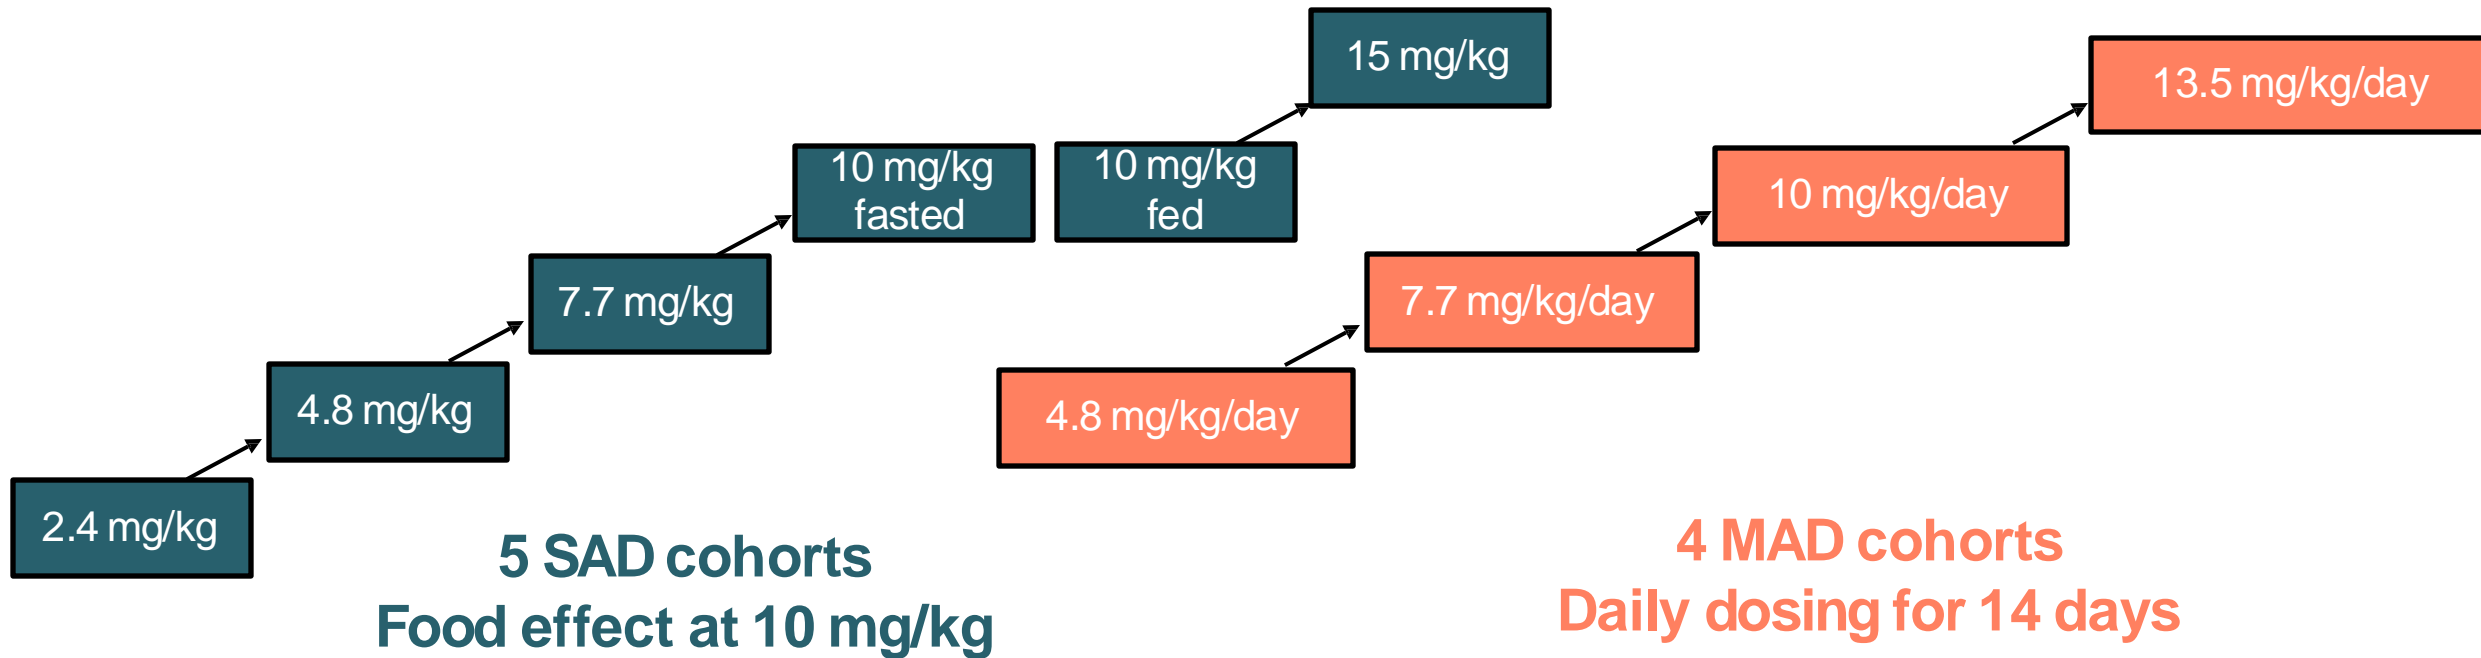 2.4 mg/kg
4.8 mg/kg
7.7 mg/kg
10 mg/kg
fasted
10 mg/kg
fed
15 mg/kg
5 SAD cohorts
Food effect at 10 mg/kg
4.8 mg/kg/day
7.7 mg/kg/day
10 mg/kg/day
13.5 mg/kg/day
4 MAD cohorts
Daily dosing for 14 days